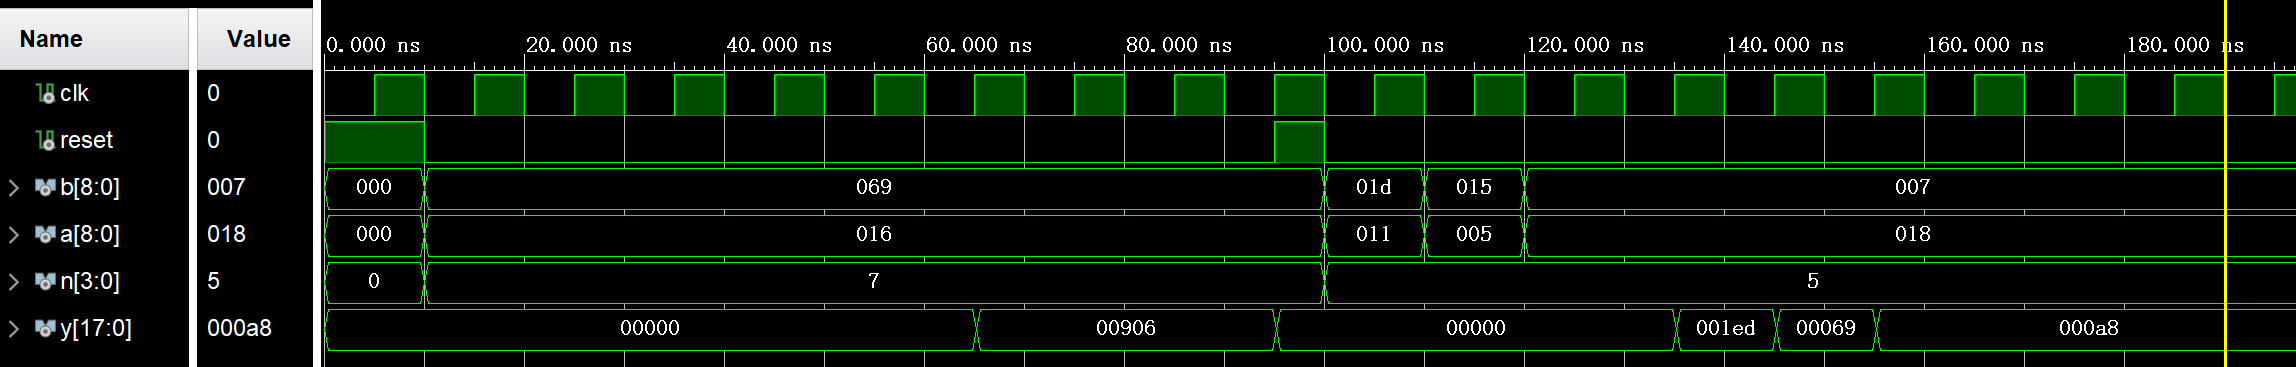 Name Value
0.000 ns 20.000 ns 40.000 ns 60.000 ns 80.000 ns 100.000 ns 120.000 ns 140.000 ns 160.000 ns 180.000 ns
clk 0
reset 0
b[8:0] 007 000 069 01d 015 007
a[8:0] 018 000 016 011 005 018
n[3:0] 5 0 7 5
y[17:0] 000a8 00000 00906 00000 001ed 00069 000a8